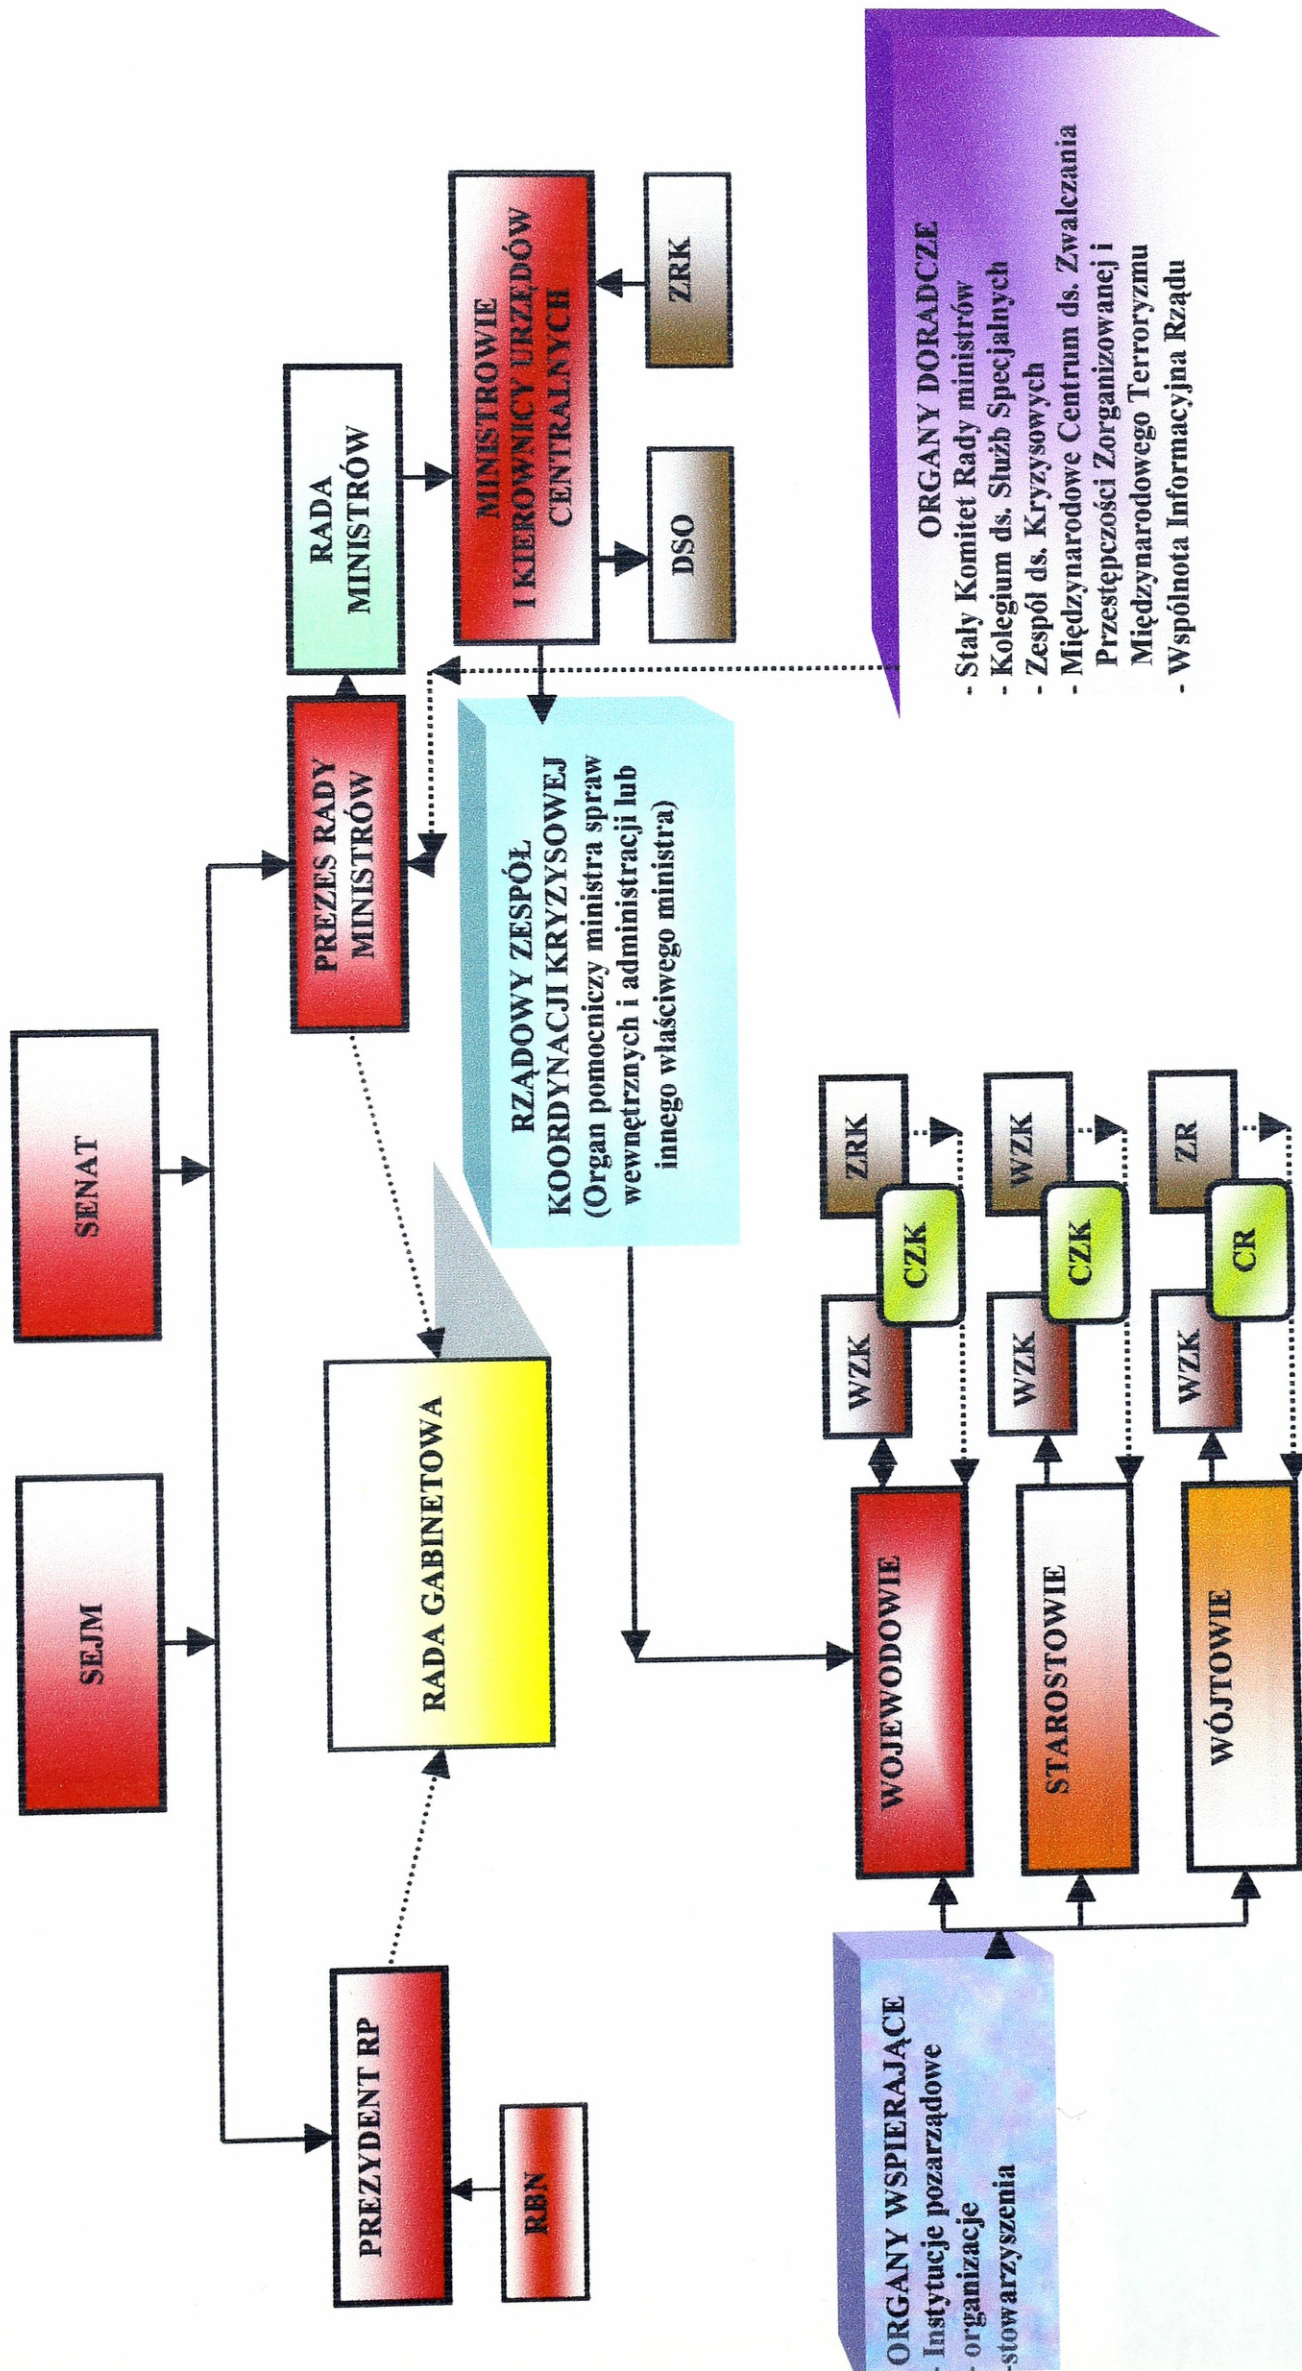 SEJM
SENAT
PREZYDENT RP
RBN
RADA GABINETOWA
PREZES RADY
MINISTRÓW
RADA
MINISTRÓW
MINISTROWIE
I KIEROWNICY URZĘDÓW
CENTRALNYCH
DSO
ZRK
RZĄDOWY ZESPÓŁ
KOORDYNACJI KRYZYSOWEJ
(Organ pomocniczy ministra spraw
wewnętrznych i administracji lub
innego właściwego ministra)
ORGANY WSPIERAJĄCE
- Instytucje pozarządowe
- organizacje
-stowarzyszenia
WOJEWODOWIE
WZK
CZK
ZRK
STAROSTOWIE
WZK
CZK
WZK
WÓJTOWIE
WZK
CR
ZR
ORGANY DORADCZE
- Stały Komitet Rady ministrów
- Kolegium ds. Służb Specjalnych
- Zespół ds. Kryzysowych
- Międzynarodowe Centrum ds. Zwalczania
Przestępczości Zorganizowanej i
Międzynarodowego Terroryzmu
- Wspólnota Informacyjna Rządu